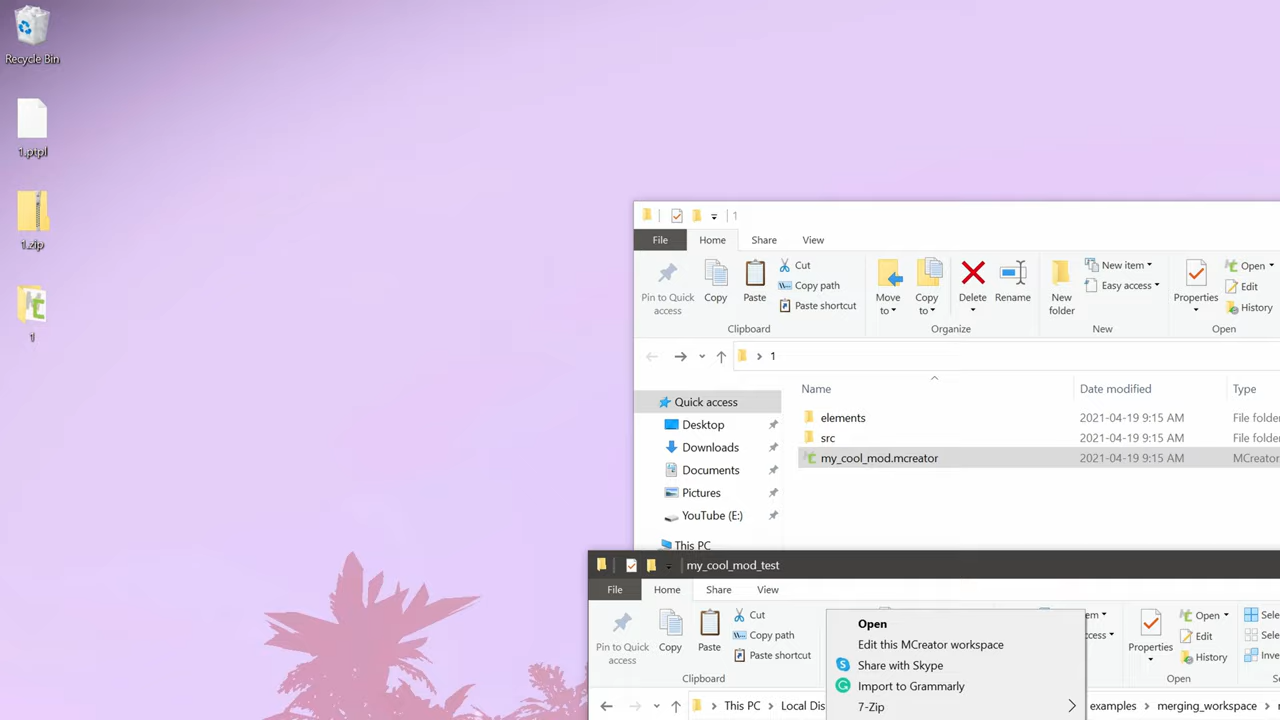 Recycle Bin
1.ptpl
1.zip
1
1
File Home Share View
Pin to Quick access
Copy
Paste
Cut
Copy path
Paste shortcut
Clipboard
Move to
Copy to
Delete
Rename
Organize
New folder
New item
Easy access
New
Properties
Open
Edit
History
Open
1
Name Date modified Type
Quick access
Desktop
Downloads
Documents
Pictures
YouTube (E:)
This PC
elements 2021-04-19 9:15 AM File folde
src 2021-04-19 9:15 AM File folde
my_cool_mod.mcreator 2021-04-19 9:15 AM MCreator
my_cool_mod_test
File Home Share View
Pin to Quick access
Copy
Paste
Cut
Copy path
Paste shortcut
Clipboard
Open
Edit this MCreator workspace
Share with Skype
Import to Grammarly
7-Zip
Properties
Open
Edit
History
Open
This PC Local Dis examples merging_workspace